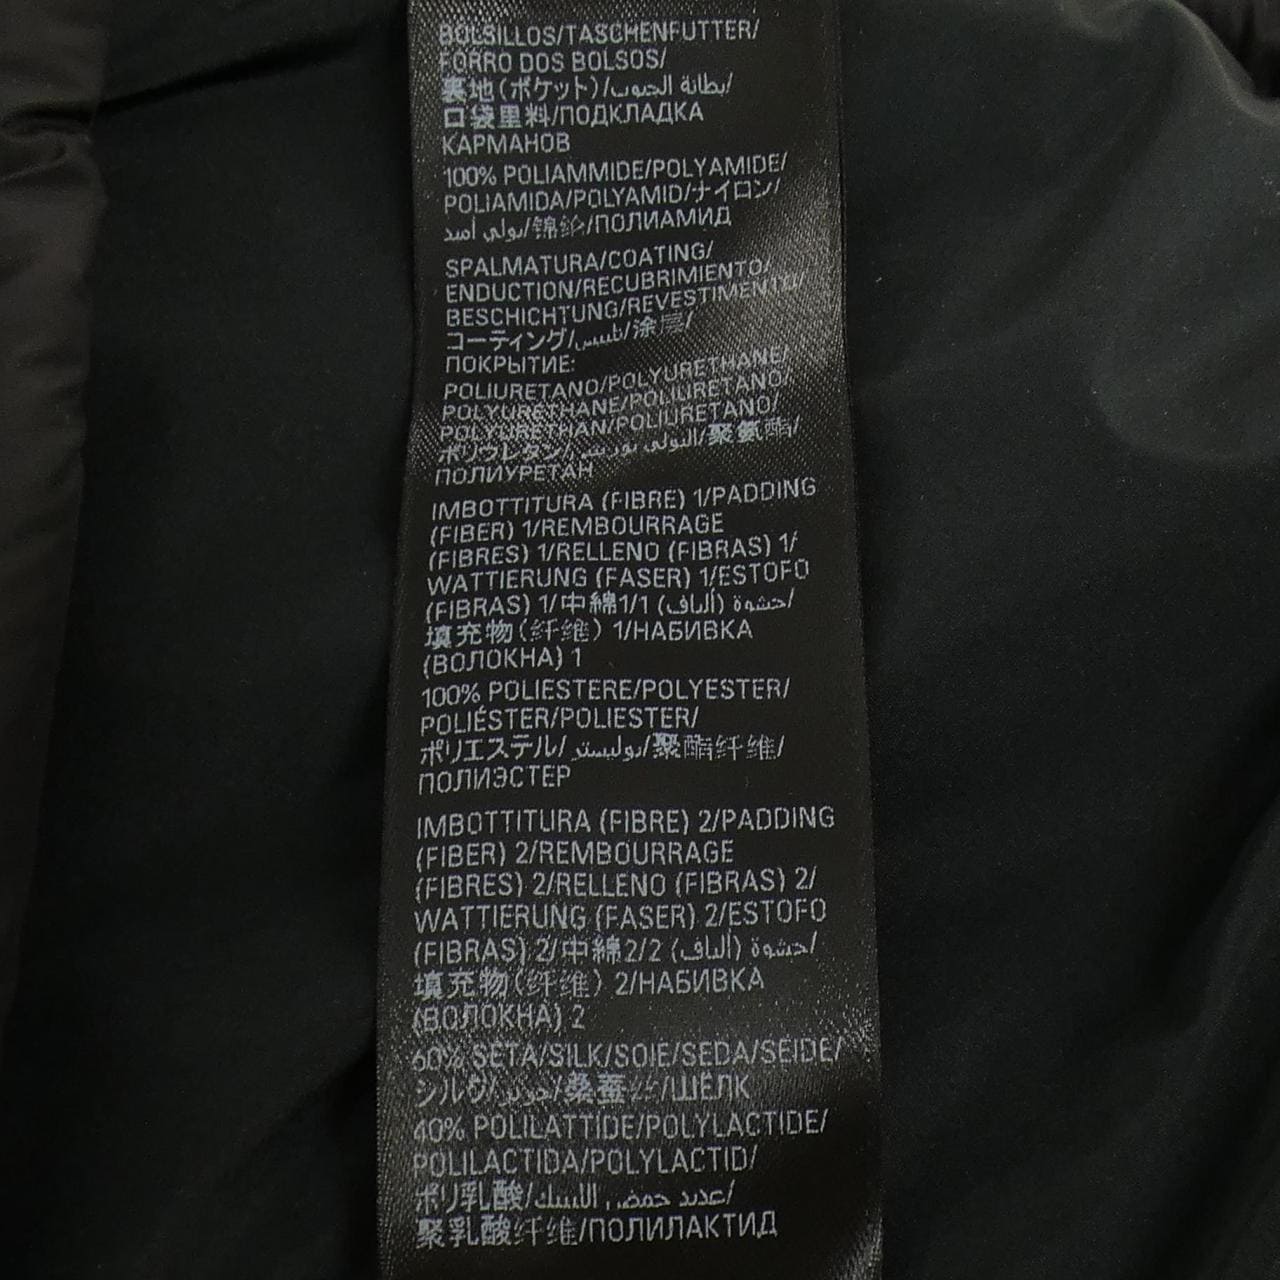 BOLSILLOS/TASCHENFUTTER/
FORRO DOS BOLSOS/
裏地(ポケット)/بطانة الجيوب/
口袋里料/ПОДКЛАДКА
КАРМАНОВ
100% POLIAMMIDE/POLYAMIDE/
POLIAMIDA/POLYAMID/ナイロン/
بولي أميد/锦纶/ПОЛИАМИД
SPALMATURA/COATING/
ENDUCTION/RECUBRIMIENTO/
BESCHICHTUNG/REVESTIMENTO/
コーティング/تلبيس/涂层/
ПОКРЫТИЕ:
POLIURETANO/POLYURETHANE/
POLYURETHANE/POLIURETANO/
POLYURETHAN/POLIURETANO/
ポリウレタン/البولي يوريثين/聚氨酯/
ПОЛИУРЕТАН
IMBOTTITURA (FIBRE) 1/PADDING
(FIBER) 1/REMBOURRAGE
(FIBRES) 1/RELLENO (FIBRAS) 1/
WATTIERUNG (FASER) 1/ESTOFO
(FIBRAS) 1/中綿1/1 (ألياف) حشوة/
填充物(纤维) 1/НАБИВКА
(ВОЛОКНА) 1
100% POLIESTERE/POLYESTER/
POLIÉSTER/POLIESTER/
ポリエステル/بوليستر/聚酯纤维/
ПОЛИЭСТЕР
IMBOTTITURA (FIBRE) 2/PADDING
(FIBER) 2/REMBOURRAGE
(FIBRES) 2/RELLENO (FIBRAS) 2/
WATTIERUNG (FASER) 2/ESTOFO
(FIBRAS) 2/中綿2/2 (ألياف) حشوة/
填充物(纤维) 2/НАБИВКА
(ВОЛОКНА) 2
60% SETA/SILK/SOIE/SEDA/SEIDE/
シルク/حرير/桑蚕丝/ШЁЛК
40% POLILATTIDE/POLYLACTIDE/
POLILACTIDA/POLYLACTID/
ポリ乳酸/عديد حمض اللبنيك/
聚乳酸纤维/ПОЛИЛАКТИД